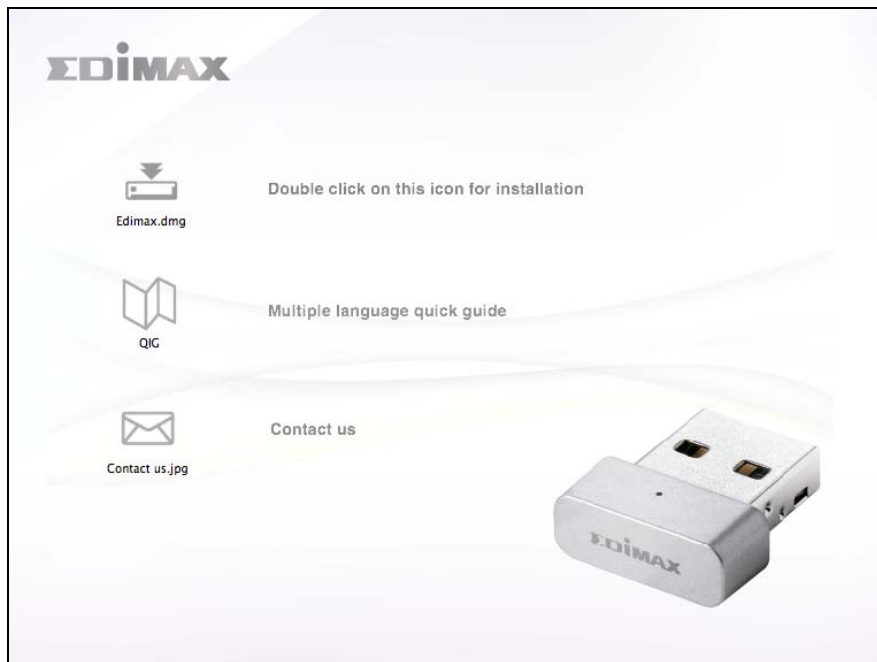 EDIMAX
Edimax.dmg
Double click on this icon for installation
QIG
Multiple language quick guide
Contact us.jpg
Contact us
EDIMAX